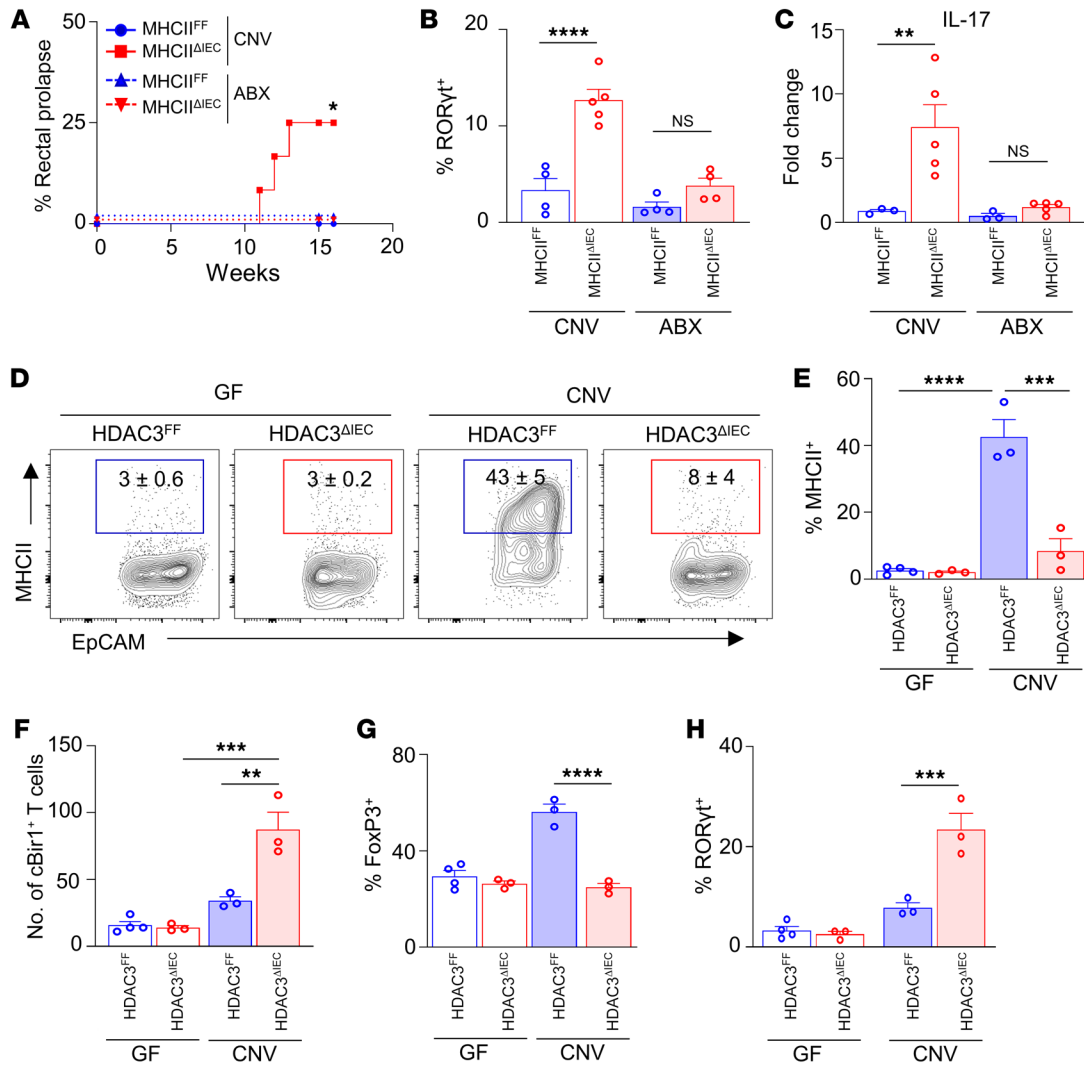 A
% Rectal prolapse
50
25
0
MHCII^FF
MHCII^ΔIEC
CNV
MHCII^FF
MHCII^ΔIEC
ABX
*
0 5 10 15 20
Weeks
B
% RORγt+
20
10
0
****
NS
MHCII^FF
MHCII^ΔIEC
MHCII^FF
MHCII^ΔIEC
CNV ABX
C
IL-17
Fold change
15
10
5
0
**
NS
MHCII^FF
MHCII^ΔIEC
MHCII^FF
MHCII^ΔIEC
CNV ABX
D
GF CNV
HDAC3^FF HDAC3^ΔIEC HDAC3^FF HDAC3^ΔIEC
3 ± 0.6 3 ± 0.2 43 ± 5 8 ± 4
MHCII
EpCAM
E
% MHCII+
60
40
20
0
**** ***
HDAC3^FF
HDAC3^ΔIEC
HDAC3^FF
HDAC3^ΔIEC
GF CNV
F
No. of cBir1+ T cells
150
100
50
0
***
**
HDAC3^FF
HDAC3^ΔIEC
HDAC3^FF
HDAC3^ΔIEC
GF CNV
G
% FoxP3+
80
40
0
****
HDAC3^FF
HDAC3^ΔIEC
HDAC3^FF
HDAC3^ΔIEC
GF CNV
H
% RORγt+
40
20
0
***
HDAC3^FF
HDAC3^ΔIEC
HDAC3^FF
HDAC3^ΔIEC
GF CNV